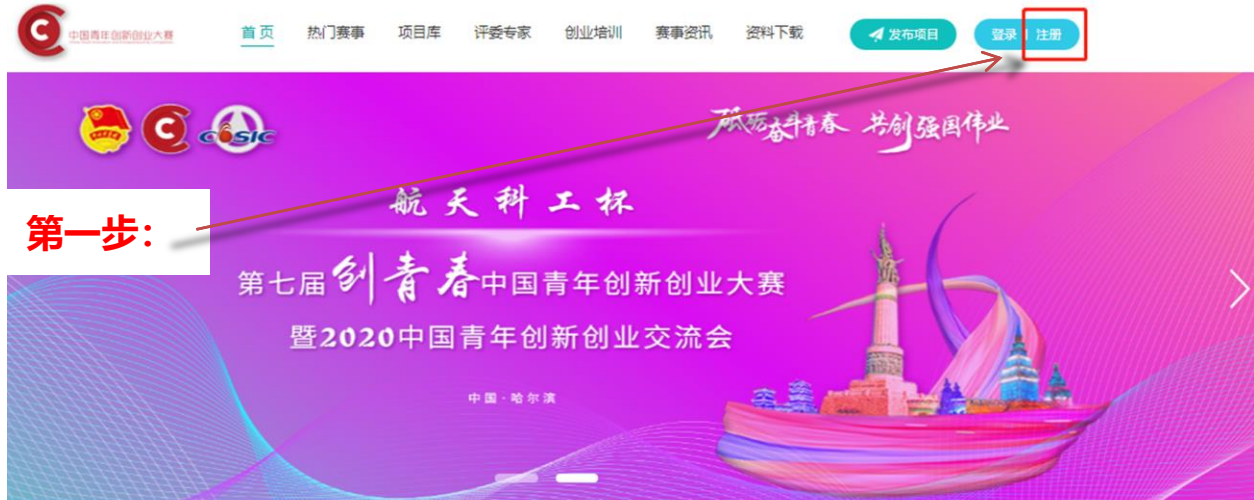 中国青年创新创业大赛
首页 热门赛事 项目库 评委专家 创业培训 赛事资讯 资料下载 发布项目 登录 | 注册
COSIC
砥砺奋斗青春 共创强国伟业
航天科工杯
第一步：
第七届创青春中国青年创新创业大赛
暨2020中国青年创新创业交流会
中国·哈尔滨